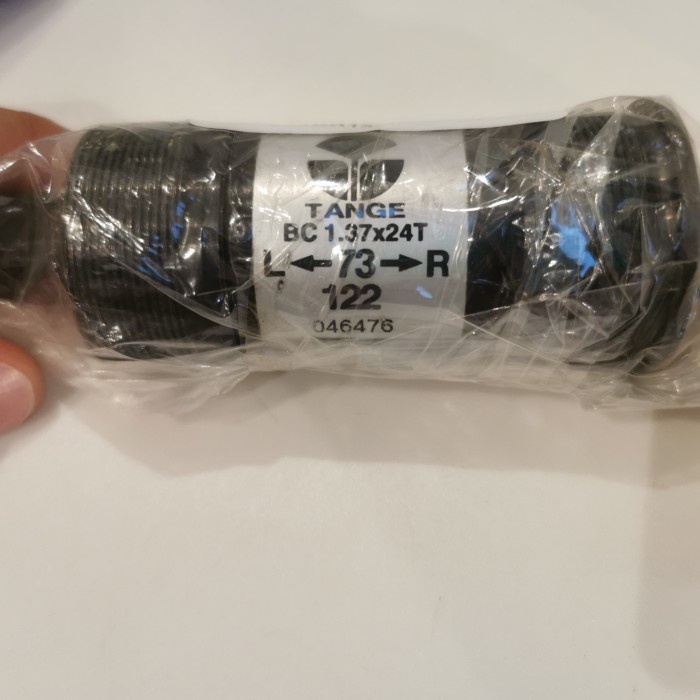 TANGE
BC 1.37x24T
L ←73→ R
122
046476